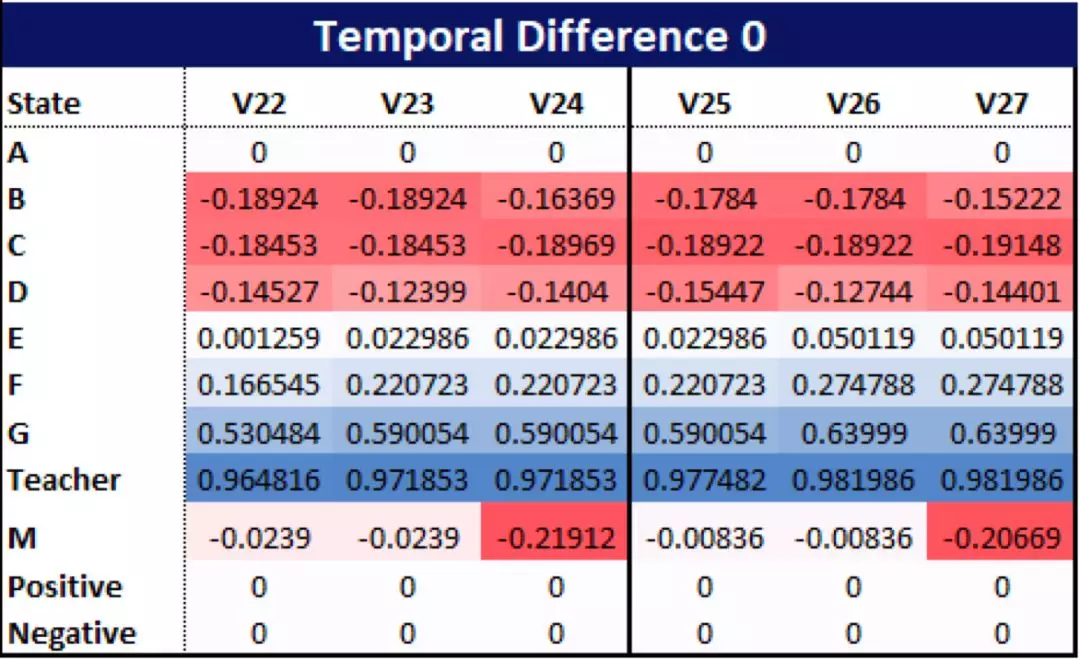 Temporal Difference 0
State V22 V23 V24 V25 V26 V27
A 0 0 0 0 0 0
B -0.18924 -0.18924 -0.16369 -0.1784 -0.1784 -0.15222
C -0.18453 -0.18453 -0.18969 -0.18922 -0.18922 -0.19148
D -0.14527 -0.12399 -0.1404 -0.15447 -0.12744 -0.14401
E 0.001259 0.022986 0.022986 0.022986 0.050119 0.050119
F 0.166545 0.220723 0.220723 0.220723 0.274788 0.274788
G 0.530484 0.590054 0.590054 0.590054 0.63999 0.63999
Teacher 0.964816 0.971853 0.971853 0.977482 0.981986 0.981986
M -0.0239 -0.0239 -0.21912 -0.00836 -0.00836 -0.20669
Positive 0 0 0 0 0 0
Negative 0 0 0 0 0 0